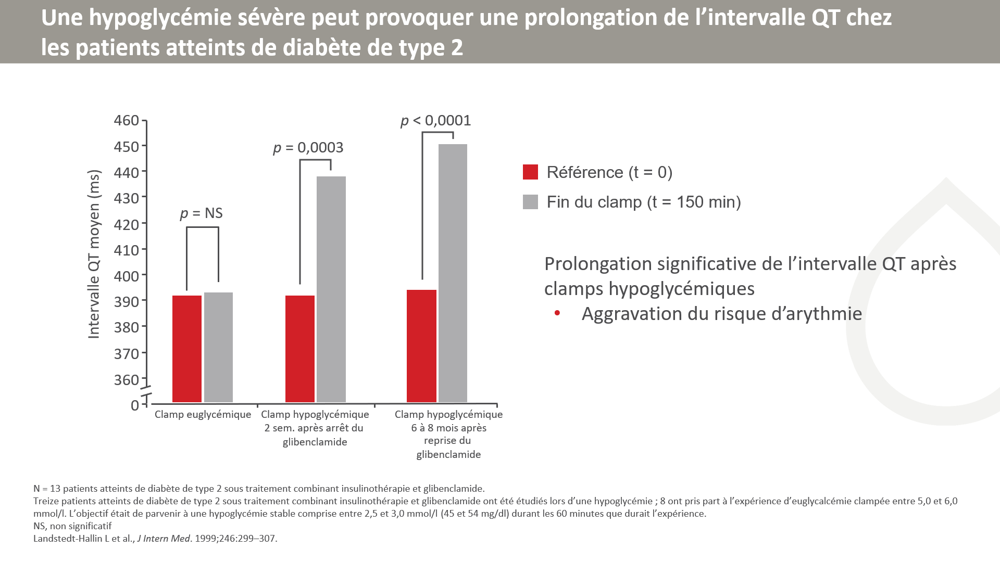 Une hypoglycémie sévère peut provoquer une prolongation de l’intervalle QT chez
les patients atteints de diabète de type 2
Intervalle QT moyen (ms)
460
450
440
430
420
410
400
390
380
370
360
0
p = NS
p = 0,0003
p < 0,0001
Clamp euglycémique
Clamp hypoglycémique
2 sem. après arrêt du
glibenclamide
Clamp hypoglycémique
6 à 8 mois après
reprise du
glibenclamide
Référence (t = 0)
Fin du clamp (t = 150 min)
Prolongation significative de l’intervalle QT après
clamps hypoglycémiques
• Aggravation du risque d’arythmie
N = 13 patients atteints de diabète de type 2 sous traitement combinant insulinothérapie et glibenclamide.
Treize patients atteints de diabète de type 2 sous traitement combinant insulinothérapie et glibenclamide ont été étudiés lors d’une hypoglycémie ; 8 ont pris part à l’expérience d’euglycalcémie clampée entre 5,0 et 6,0
mmol/l. L’objectif était de parvenir à une hypoglycémie stable comprise entre 2,5 et 3,0 mmol/l (45 et 54 mg/dl) durant les 60 minutes que durait l’expérience.
NS, non significatif
Landstedt-Hallin L et al., J Intern Med. 1999;246:299–307.